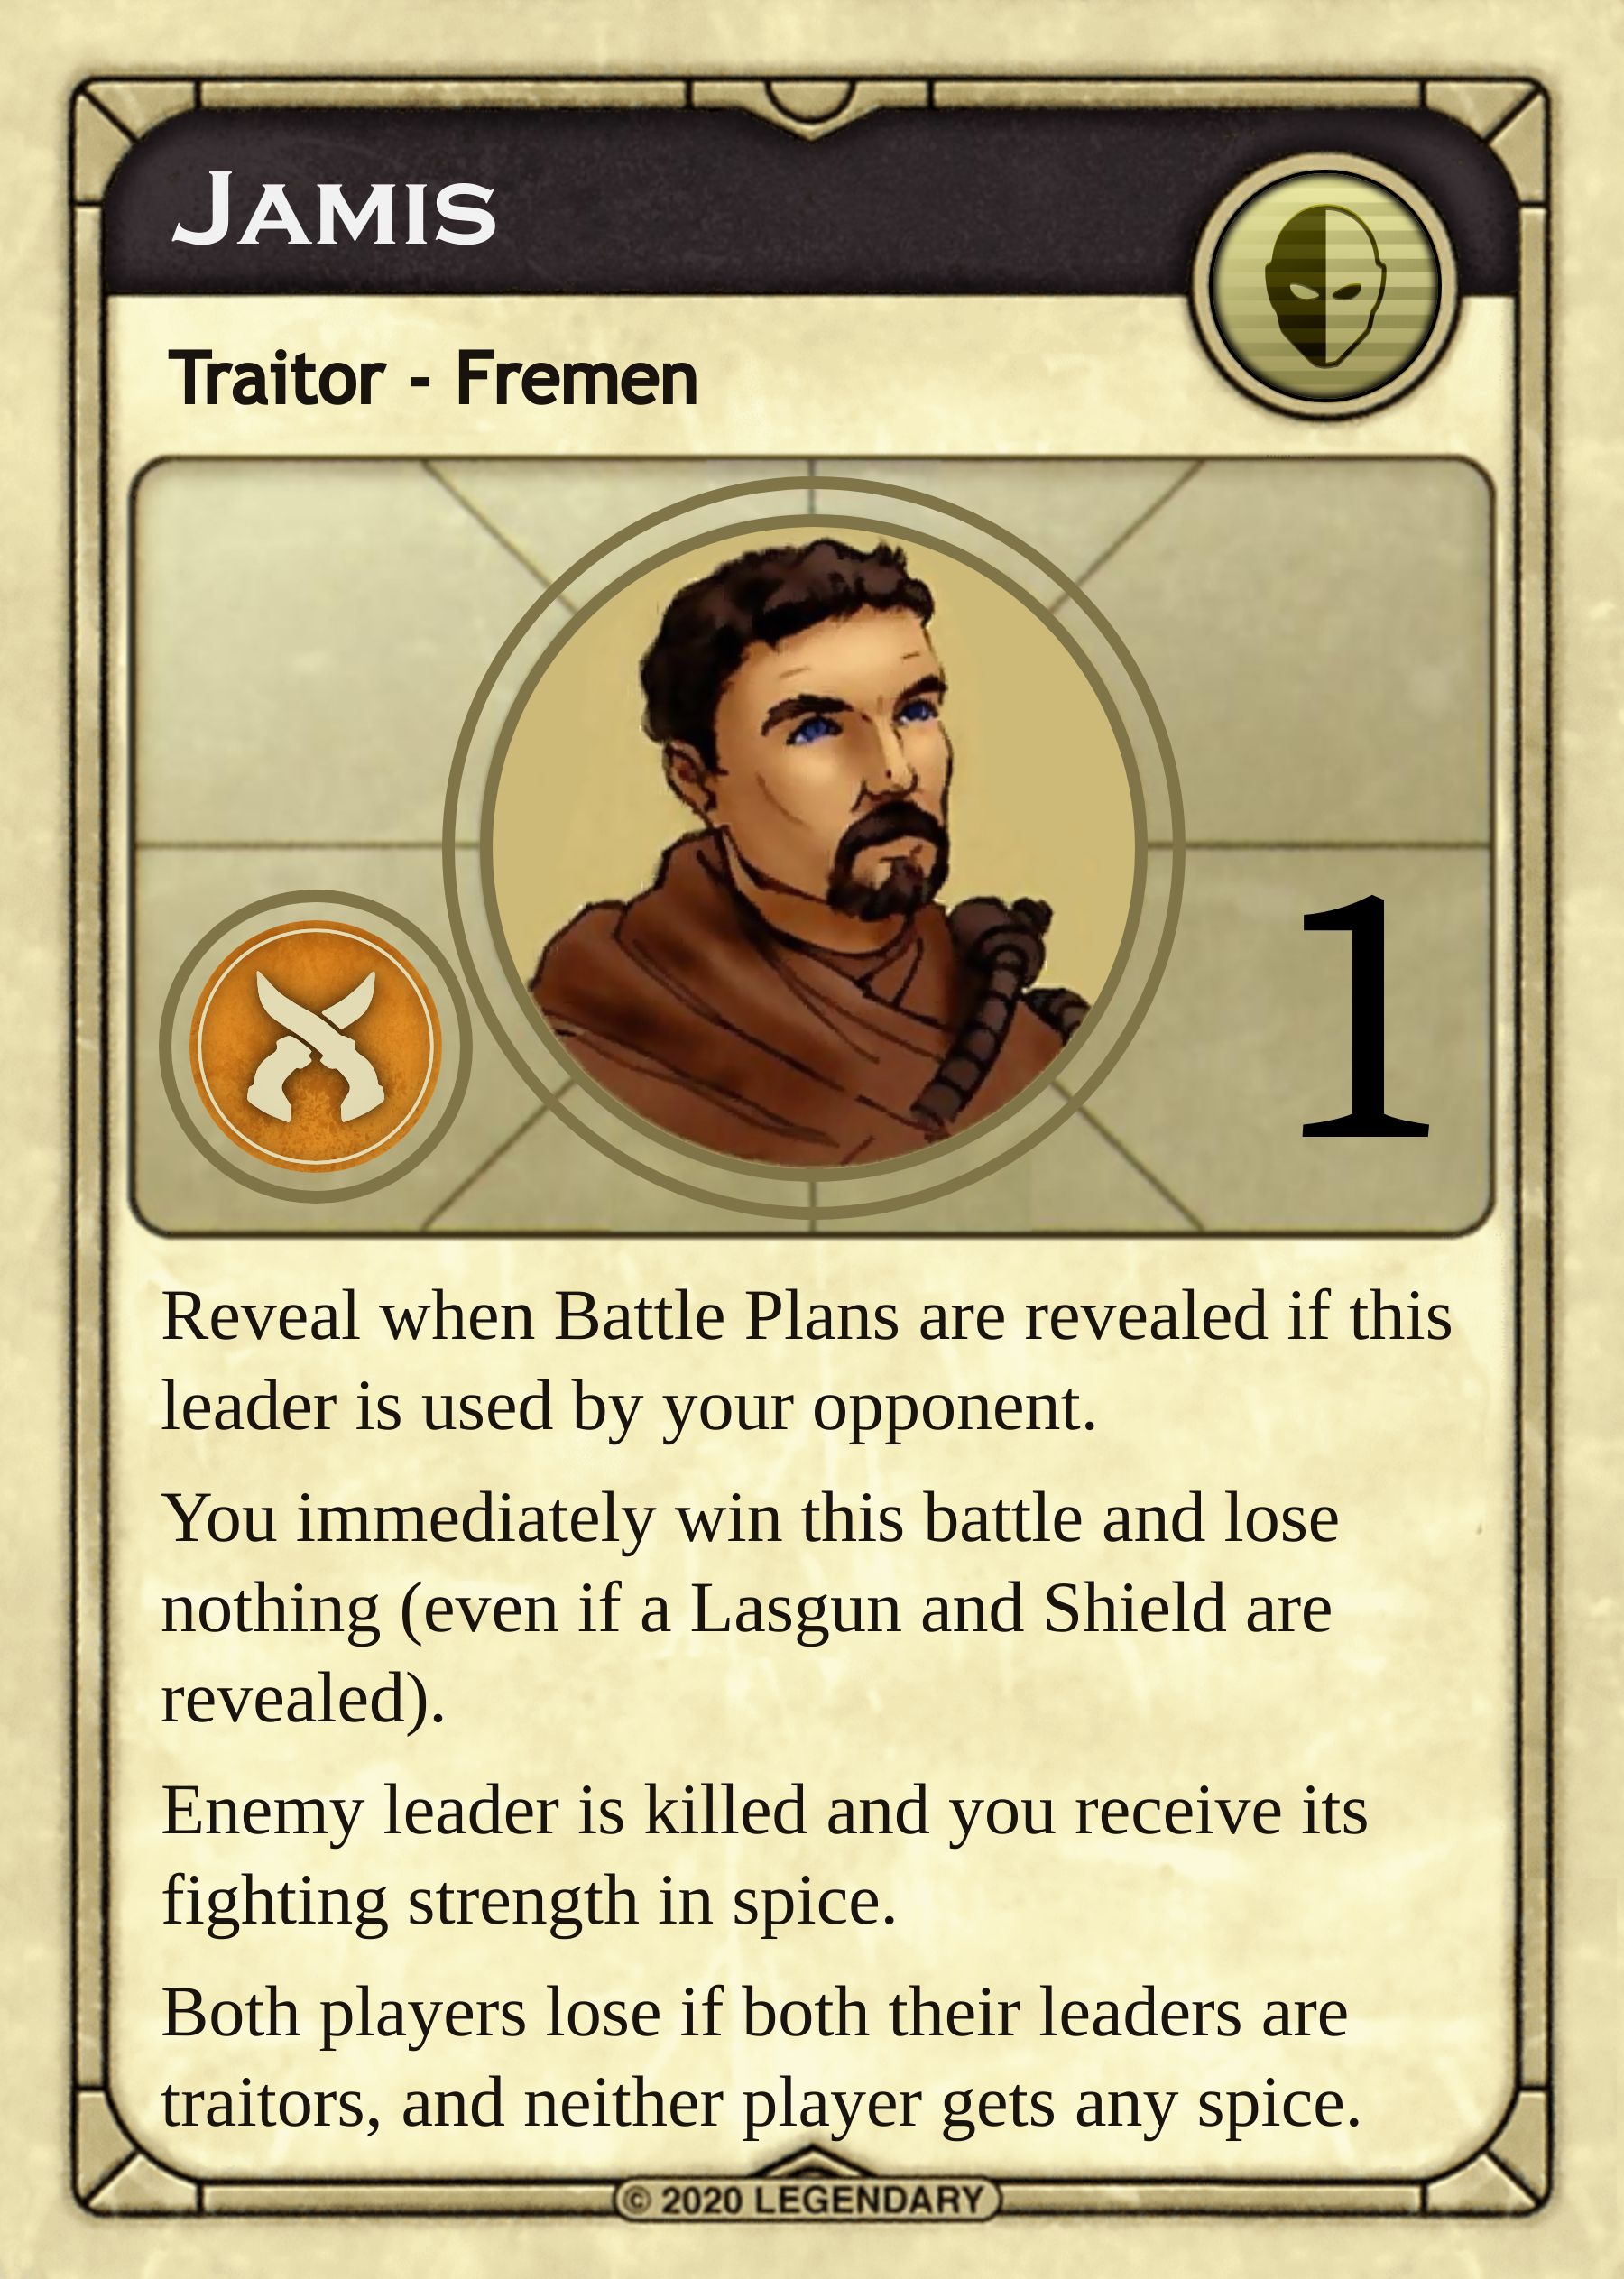 Jamis
Traitor - Fremen
1
Reveal when Battle Plans are revealed if this
leader is used by your opponent.
You immediately win this battle and lose
nothing (even if a Lasgun and Shield are
revealed).
Enemy leader is killed and you receive its
fighting strength in spice.
Both players lose if both their leaders are
traitors, and neither player gets any spice.
© 2020 LEGENDARY